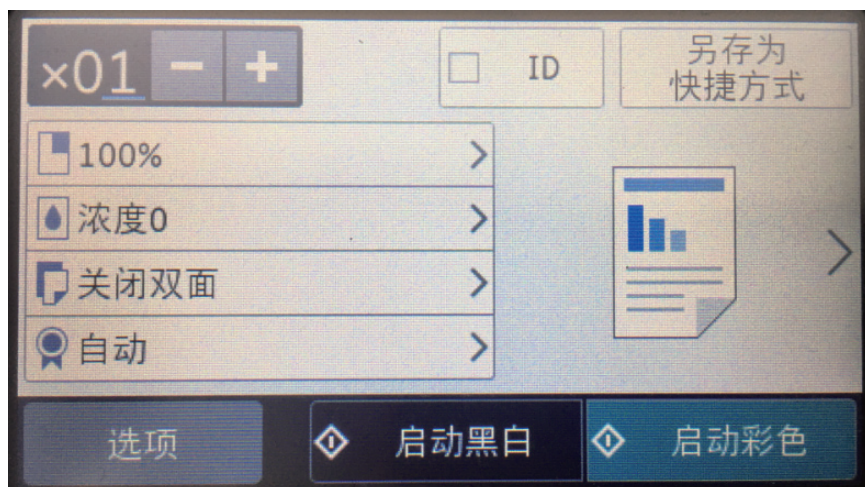 ×01 － ＋
ID
另存为
快捷方式
100%
浓度0
关闭双面
自动
选项
启动黑白
启动彩色